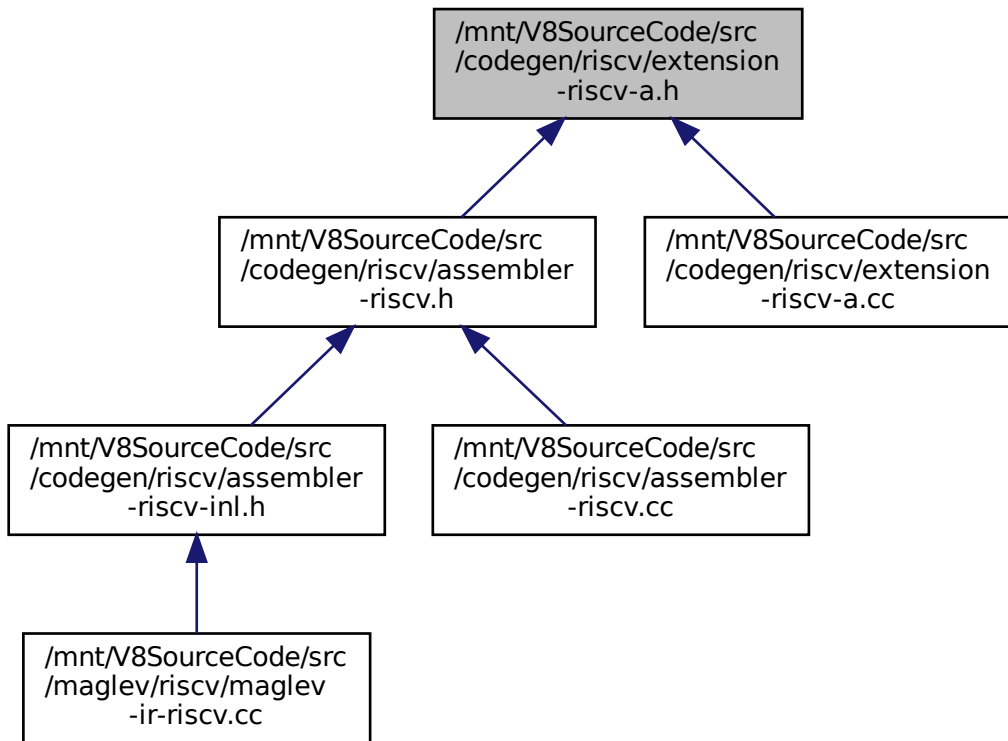 /mnt/V8SourceCode/src
/codegen/riscv/extension
-riscv-a.h
/mnt/V8SourceCode/src
/codegen/riscv/assembler
-riscv.h
/mnt/V8SourceCode/src
/codegen/riscv/extension
-riscv-a.cc
/mnt/V8SourceCode/src
/codegen/riscv/assembler
-riscv-inl.h
/mnt/V8SourceCode/src
/codegen/riscv/assembler
-riscv.cc
/mnt/V8SourceCode/src
/maglev/riscv/maglev
-ir-riscv.cc